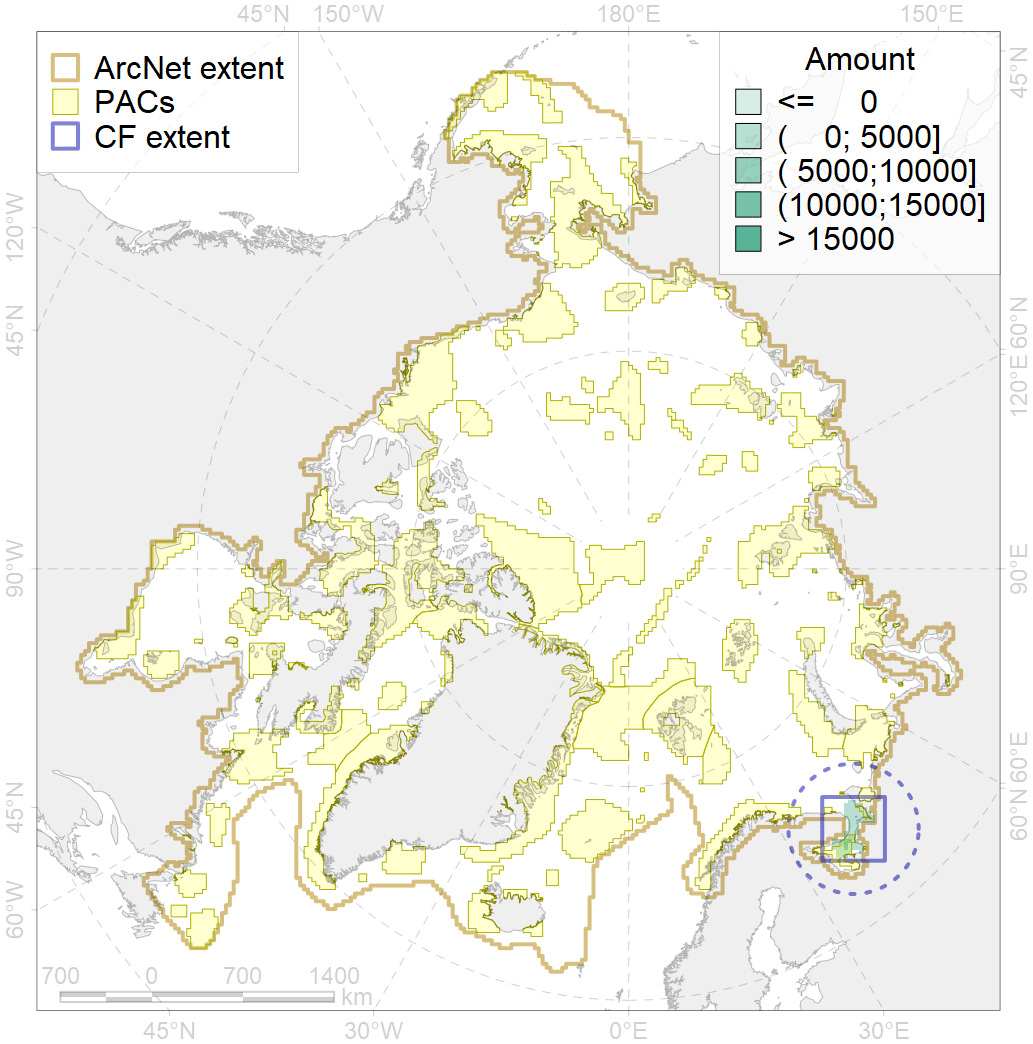 45°N 150°W 180°E 150°E
ArcNet extent
PACs
CF extent
Amount
<= 0
( 0; 5000]
( 5000;10000]
(10000;15000]
> 15000
45°N
120°W
60°N
45°N
120°E
90°W
90°E
60°E
45°N
60°N
60°W
700 0 700 1400
km
45°N 30°W 0°E 30°E